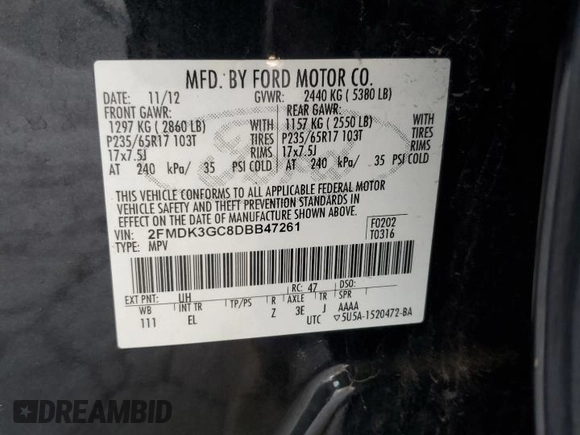 MFD. BY FORD MOTOR CO.
DATE: 11/12 GVWR: 2440 KG ( 5380 LB)
FRONT GAWR: REAR GAWR:
1297 KG ( 2860 LB) WITH 1157 KG ( 2550 LB) WITH
P235/65R17 103T TIRES P235/65R17 103T TIRES
17x7.5J RIMS 17x7.5J RIMS
AT 240 kPa/ 35 PSI COLD AT 240 kPa/ 35 PSI COLD
THIS VEHICLE CONFORMS TO ALL APPLICABLE FEDERAL MOTOR
VEHICLE SAFETY AND THEFT PREVENTION STANDARDS IN
EFFECT ON THE DATE OF MANUFACTURE SHOWN ABOVE.
VIN: 2FMDK3GC8DBB47261 F0202
TYPE: MPV T0316
EXT PNT: UH RC: 47 DSO:
WB INT TR TP/PS R AXLE TR SPR
111 EL Z 3E J AAAA
UTC ▽5U5A-1520472-BA
DREAMBID